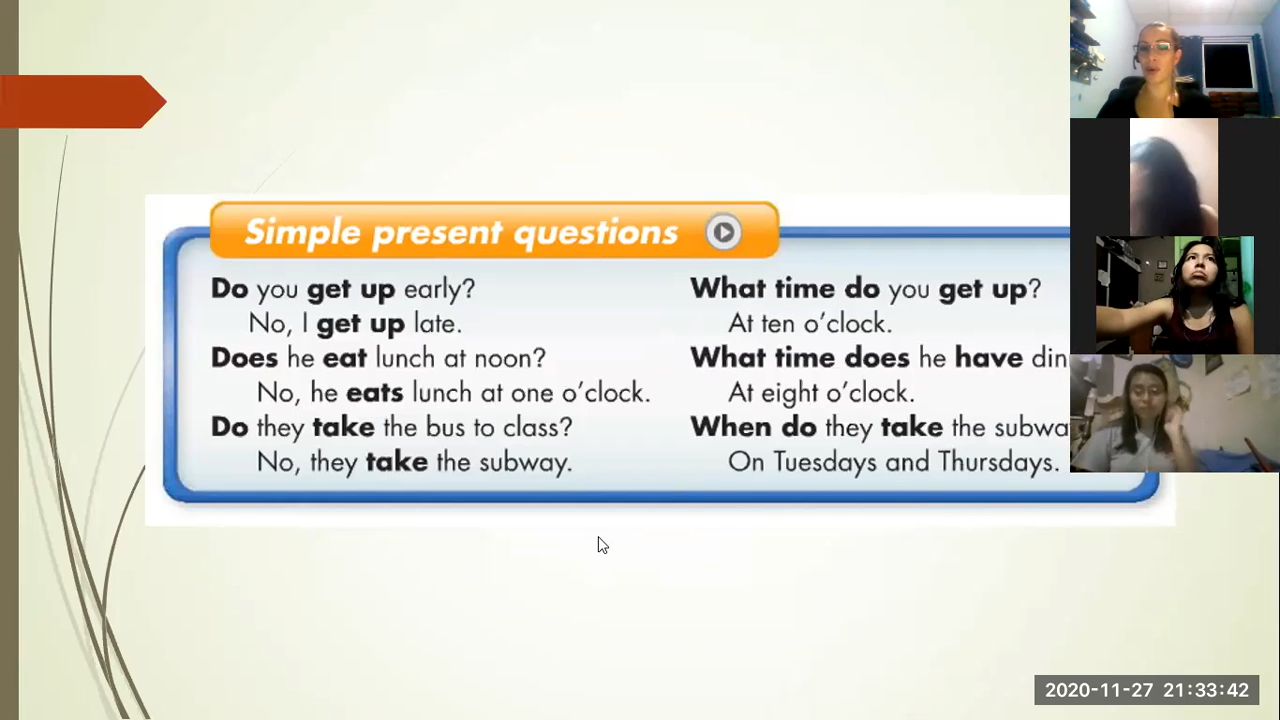 Simple present questions
Do you get up early?
No, I get up late.
Does he eat lunch at noon?
No, he eats lunch at one o'clock.
Do they take the bus to class?
No, they take the subway.
What time do you get up?
At ten o'clock.
What time does he have
At eight o'clock.
When do they take the
On Tuesdays and Thursdays.
2020-11-27 21:33:42